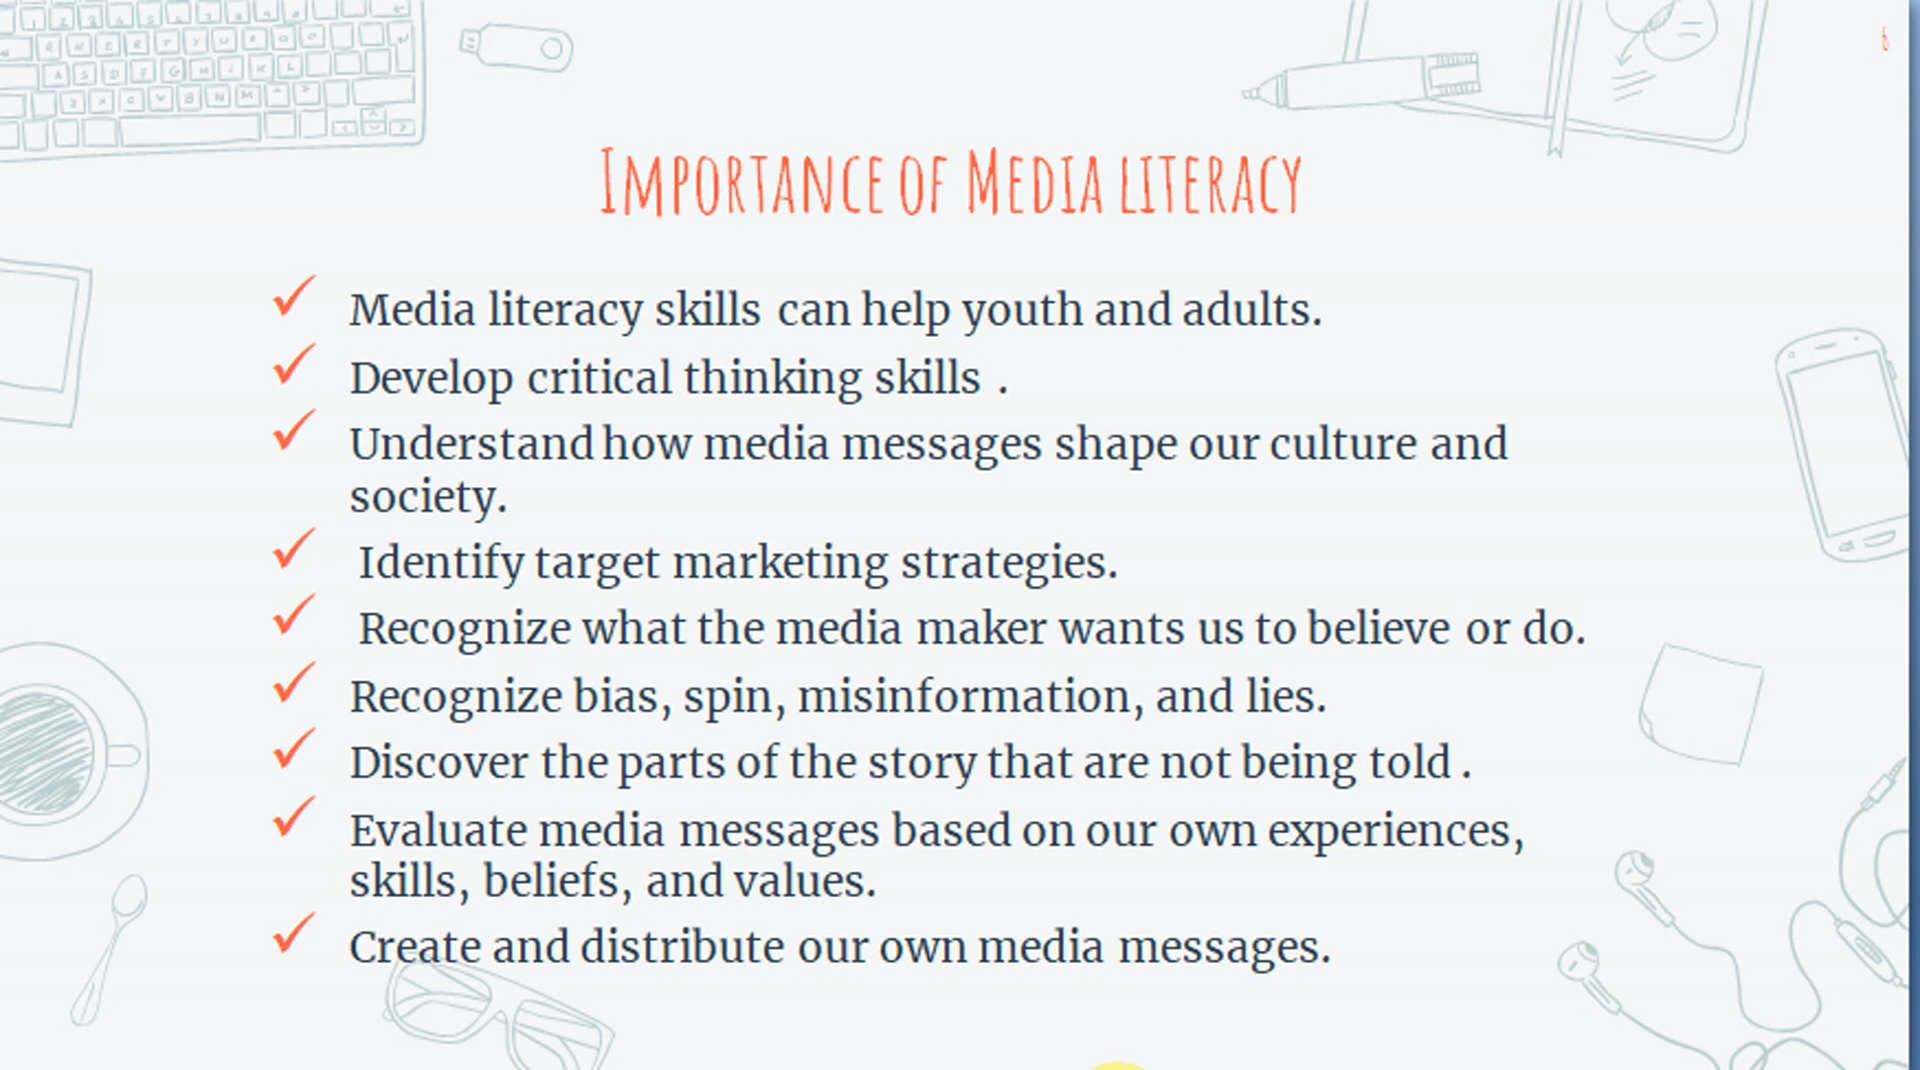 6
Importance of Media literacy
✓ Media literacy skills can help youth and adults.
✓ Develop critical thinking skills .
✓ Understand how media messages shape our culture and
society.
✓ Identify target marketing strategies.
✓ Recognize what the media maker wants us to believe or do.
✓ Recognize bias, spin, misinformation, and lies.
✓ Discover the parts of the story that are not being told .
✓ Evaluate media messages based on our own experiences,
skills, beliefs, and values.
✓ Create and distribute our own media messages.